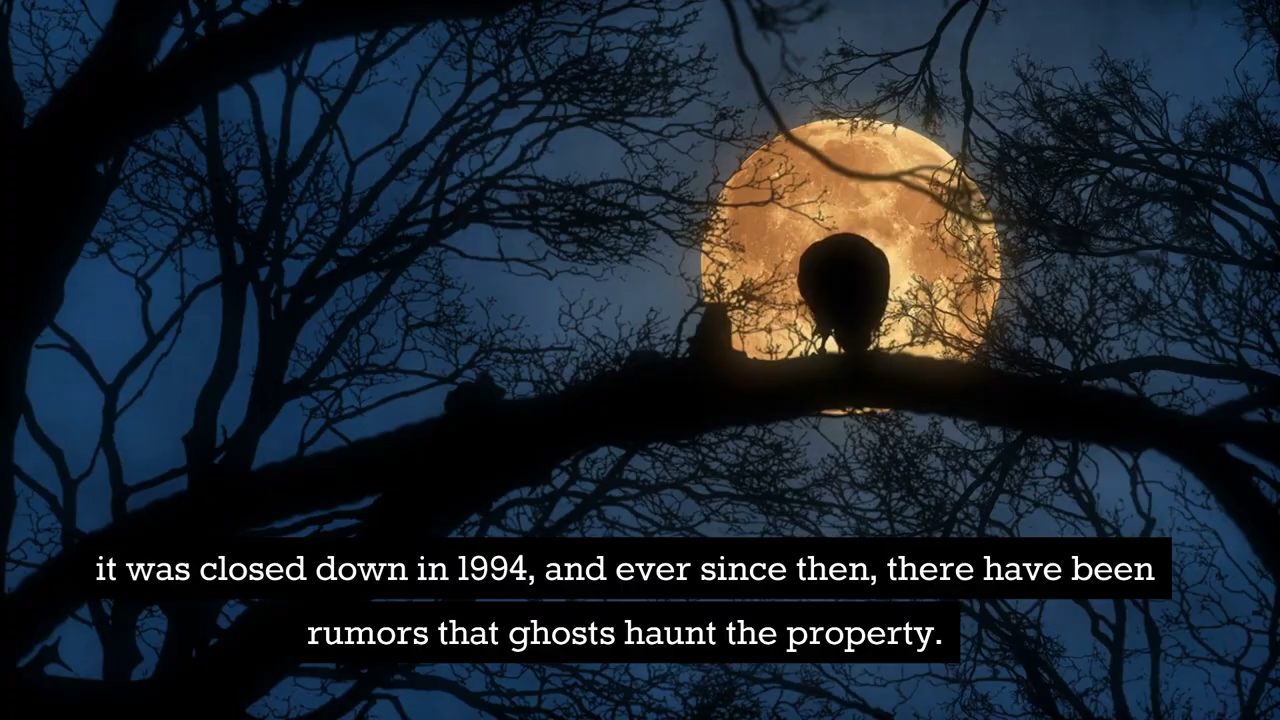 it was closed down in 1994, and ever since then, there have been
rumors that ghosts haunt the property.